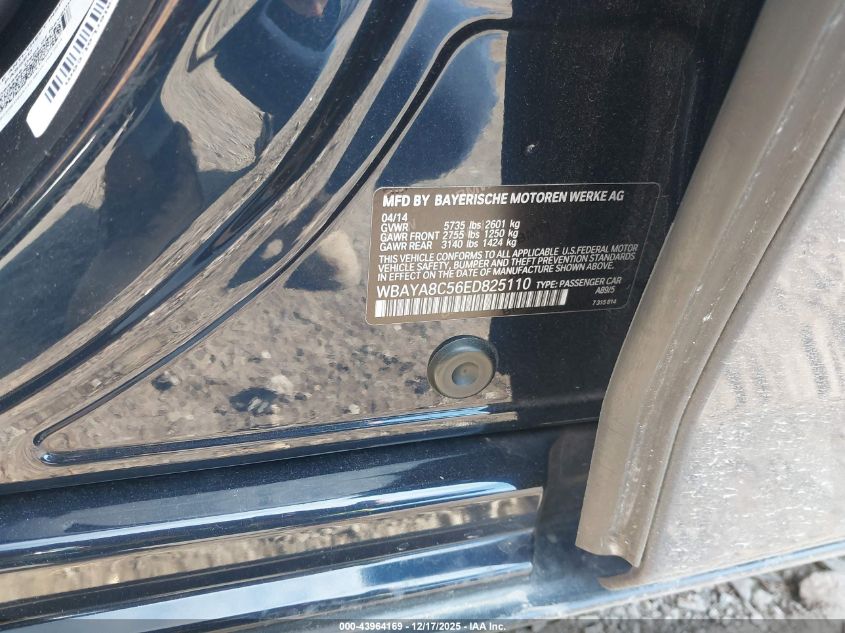 MFD BY BAYERISCHE MOTOREN WERKE AG
04/14
GVWR 5735 lbs 2601 kg
GAWR FRONT 2755 lbs 1250 kg
GAWR REAR 3140 lbs 1424 kg
THIS VEHICLE CONFORMS TO ALL APPLICABLE U.S. FEDERAL MOTOR
VEHICLE SAFETY, BUMPER AND THEFT PREVENTION STANDARDS
IN EFFECT ON THE DATE OF MANUFACTURE SHOWN ABOVE.
WBAYA8C56ED825110 TYPE: PASSENGER CAR
A89/5
7 315 814
000-43964169 | 12/17/2025 - IAA Inc.